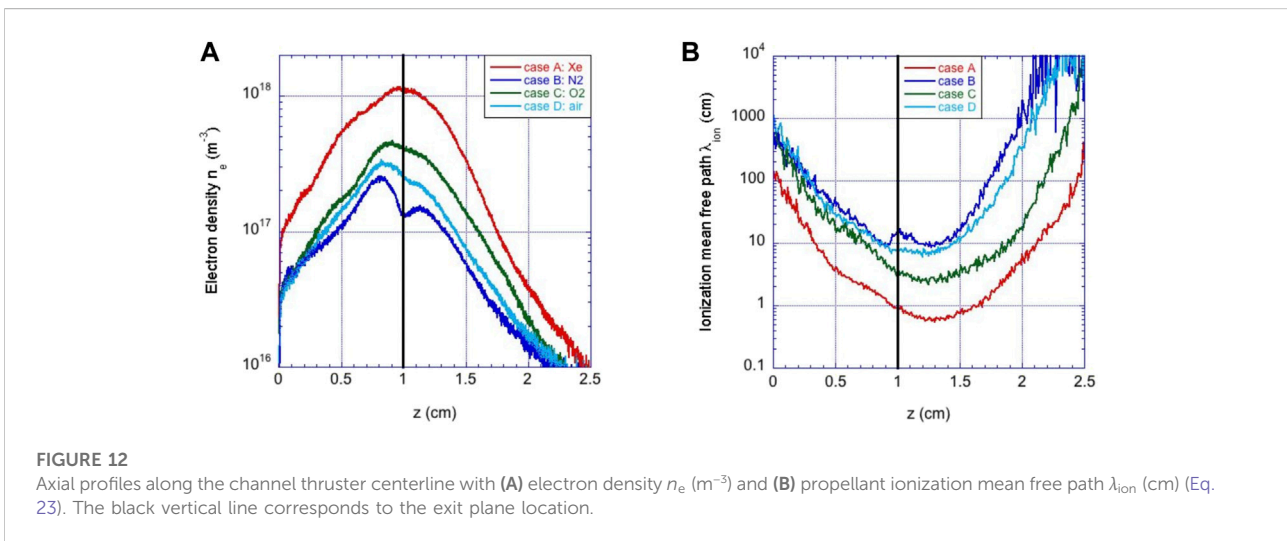 A
case A: Xe
case B: N2
case C: O2
case D: air
10^18
10^17
10^16
Electron density n_e (m^-3)
0
0.5
1
1.5
2
2.5
z (cm)
B
case A
case B
case C
case D
10^4
1000
100
10
1
0.1
Ionization mean free path λ_ion (cm)
0
0.5
1
1.5
2
2.5
z (cm)
FIGURE 12
Axial profiles along the channel thruster centerline with (A) electron density n_e (m^−3) and (B) propellant ionization mean free path λ_ion (cm) (Eq.
23). The black vertical line corresponds to the exit plane location.